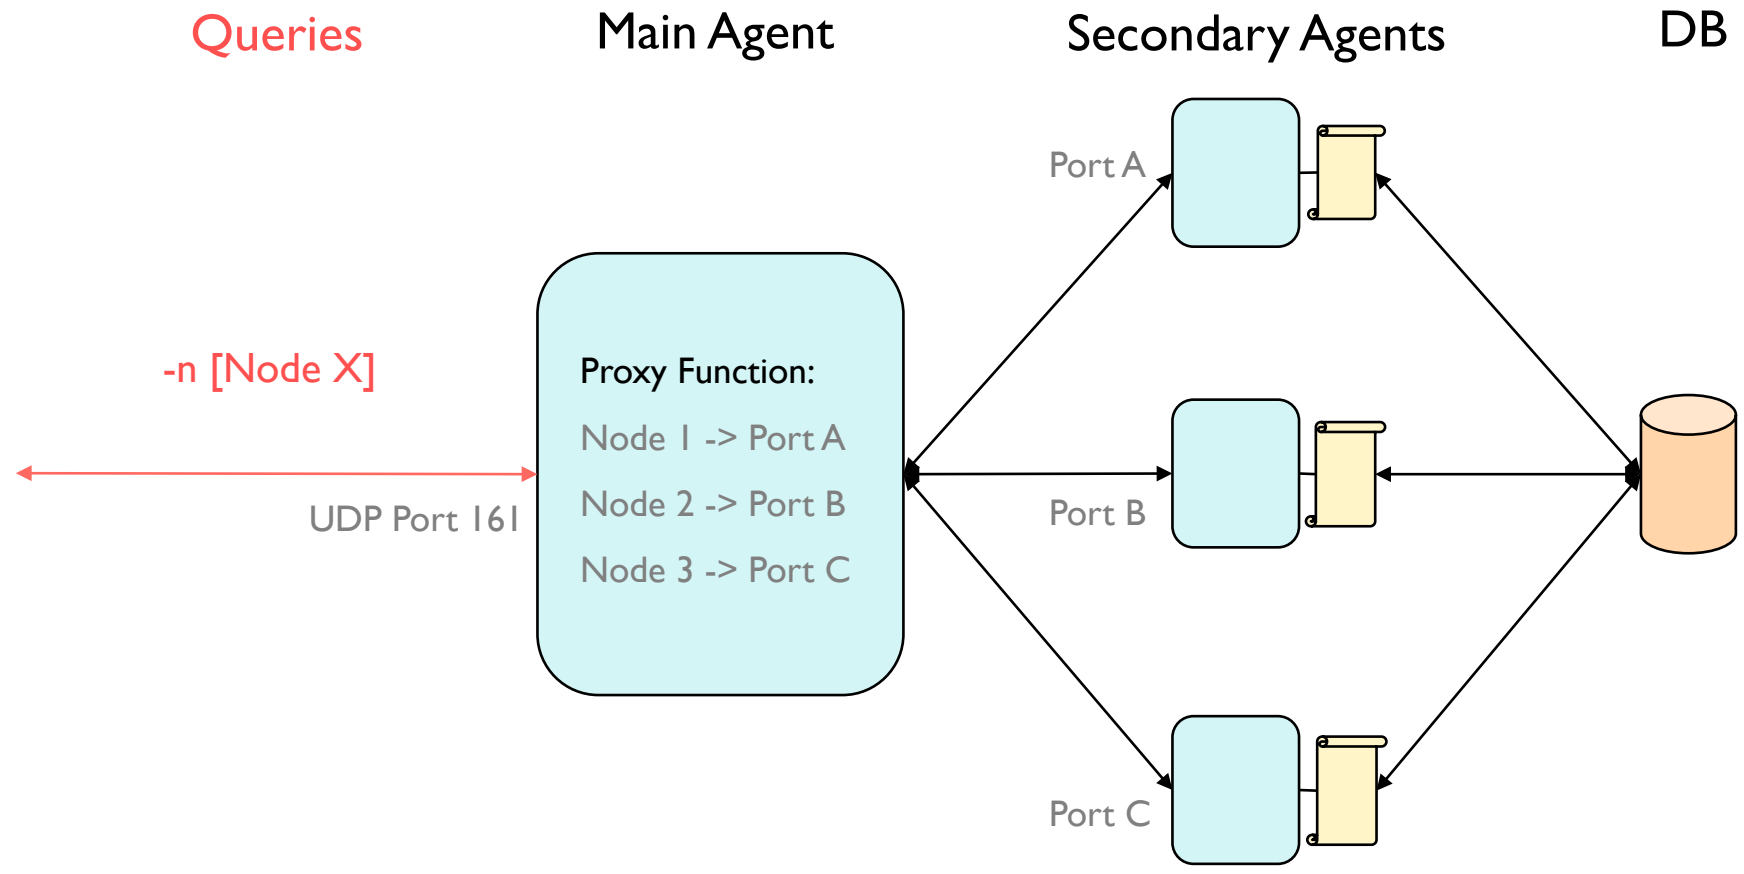 Queries
Main Agent
Secondary Agents
DB
Port A
-n [Node X]
Proxy Function:
Node 1 -> Port A
Node 2 -> Port B
Node 3 -> Port C
UDP Port 161
Port B
Port C